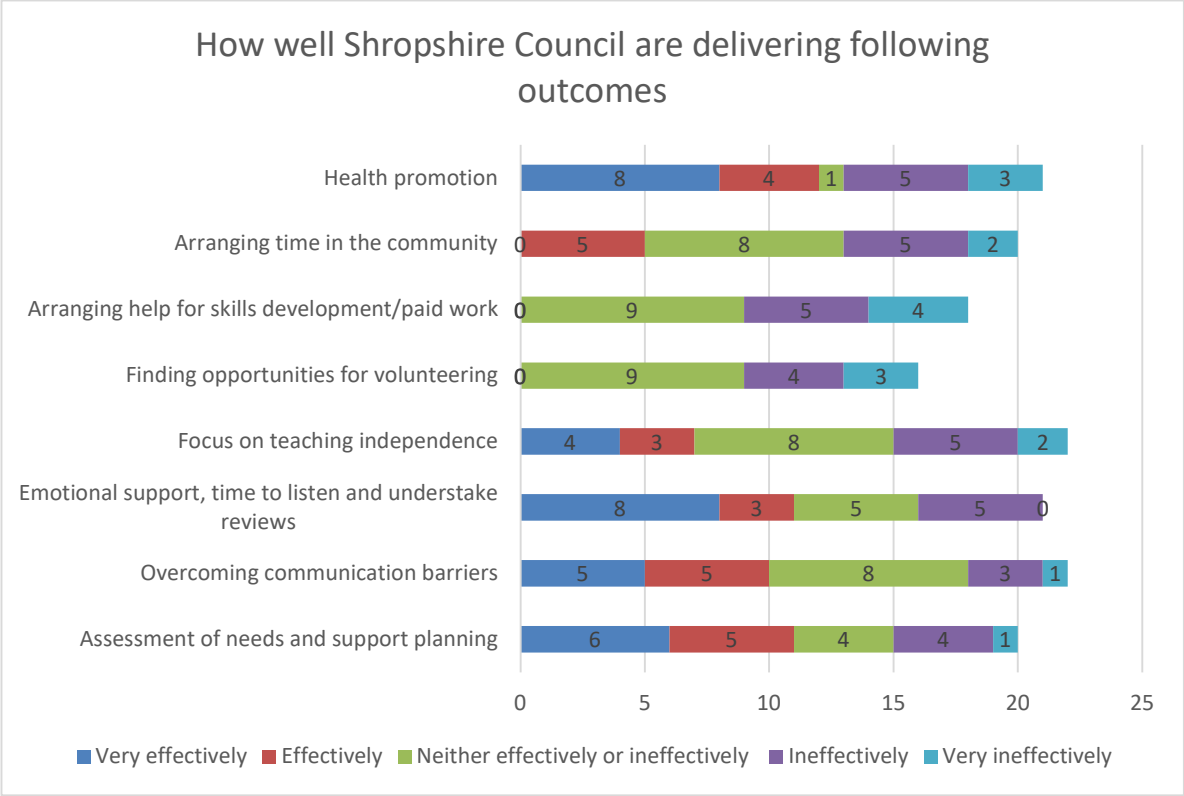 How well Shropshire Council are delivering following
outcomes
Health promotion
8 4 1 5 3
Arranging time in the community
0 5 8 5 2
Arranging help for skills development/paid work
0 9 5 4
Finding opportunities for volunteering
0 9 4 3
Focus on teaching independence
4 3 8 5 2
Emotional support, time to listen and understake
reviews
8 3 5 5 0
Overcoming communication barriers
5 5 8 3 1
Assessment of needs and support planning
6 5 4 4 1
0 5 10 15 20 25
Very effectively Effectively Neither effectively or ineffectively Ineffectively Very ineffectively